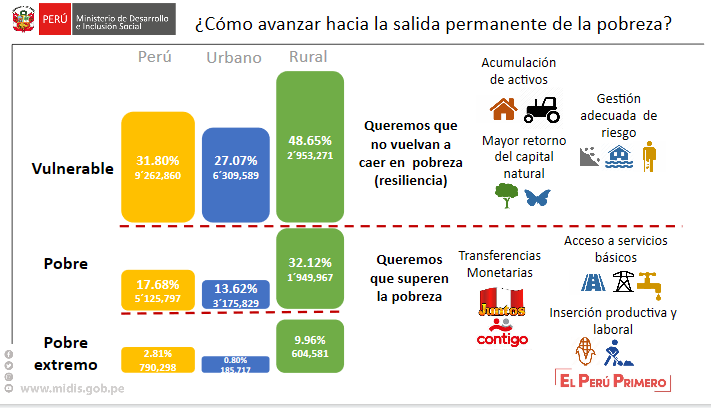 PERÚ
Ministerio de Desarrollo
e Inclusión Social
¿Cómo avanzar hacia la salida permanente de la pobreza?
Perú
Urbano
Rural
Vulnerable
31.80%
9´262,860
27.07%
6´309,589
48.65%
2´953,271
Queremos que
no vuelvan a
caer en pobreza
(resiliencia)
Acumulación
de activos
Mayor retorno
del capital
natural
Gestión
adecuada de
riesgo
Pobre
17.68%
5´125,797
13.62%
3´175,829
32.12%
1´949,967
Queremos
que superen
la pobreza
Transferencias
Monetarias
Juntos
contigo
Acceso a servicios
básicos
Inserción productiva y
laboral
Pobre
extremo
2.81%
790,298
0.80%
185,717
9.96%
604,581
EL PERÚ PRIMERO
www.midis.gob.pe